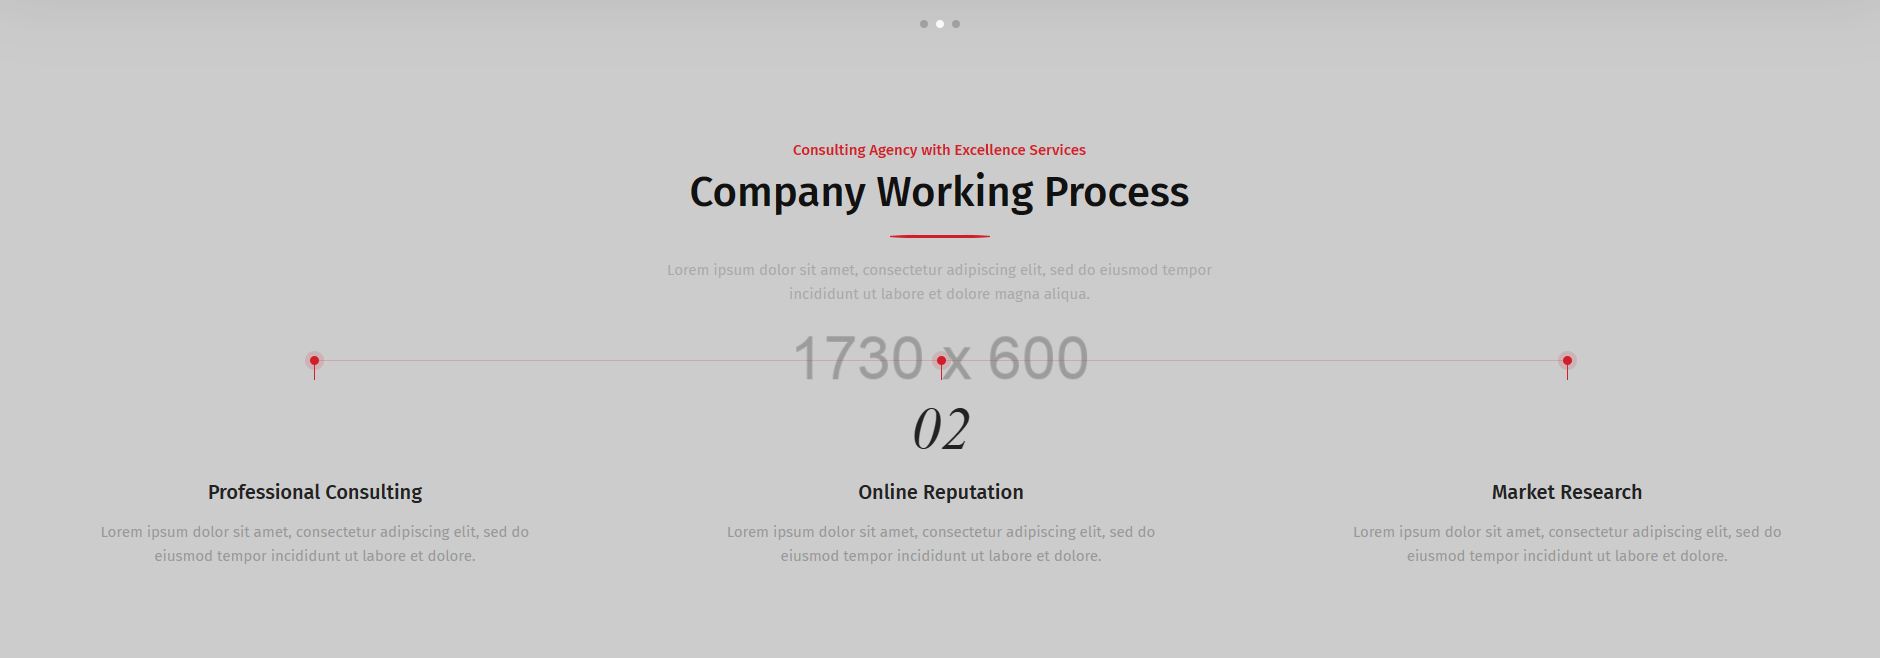 Consulting Agency with Excellence Services
Company Working Process
Lorem ipsum dolor sit amet, consectetur adipiscing elit, sed do eiusmod tempor
incididunt ut labore et dolore magna aliqua.
1730 x 600
02
Professional Consulting
Lorem ipsum dolor sit amet, consectetur adipiscing elit, sed do
eiusmod tempor incididunt ut labore et dolore.
Online Reputation
Lorem ipsum dolor sit amet, consectetur adipiscing elit, sed do
eiusmod tempor incididunt ut labore et dolore.
Market Research
Lorem ipsum dolor sit amet, consectetur adipiscing elit, sed do
eiusmod tempor incididunt ut labore et dolore.